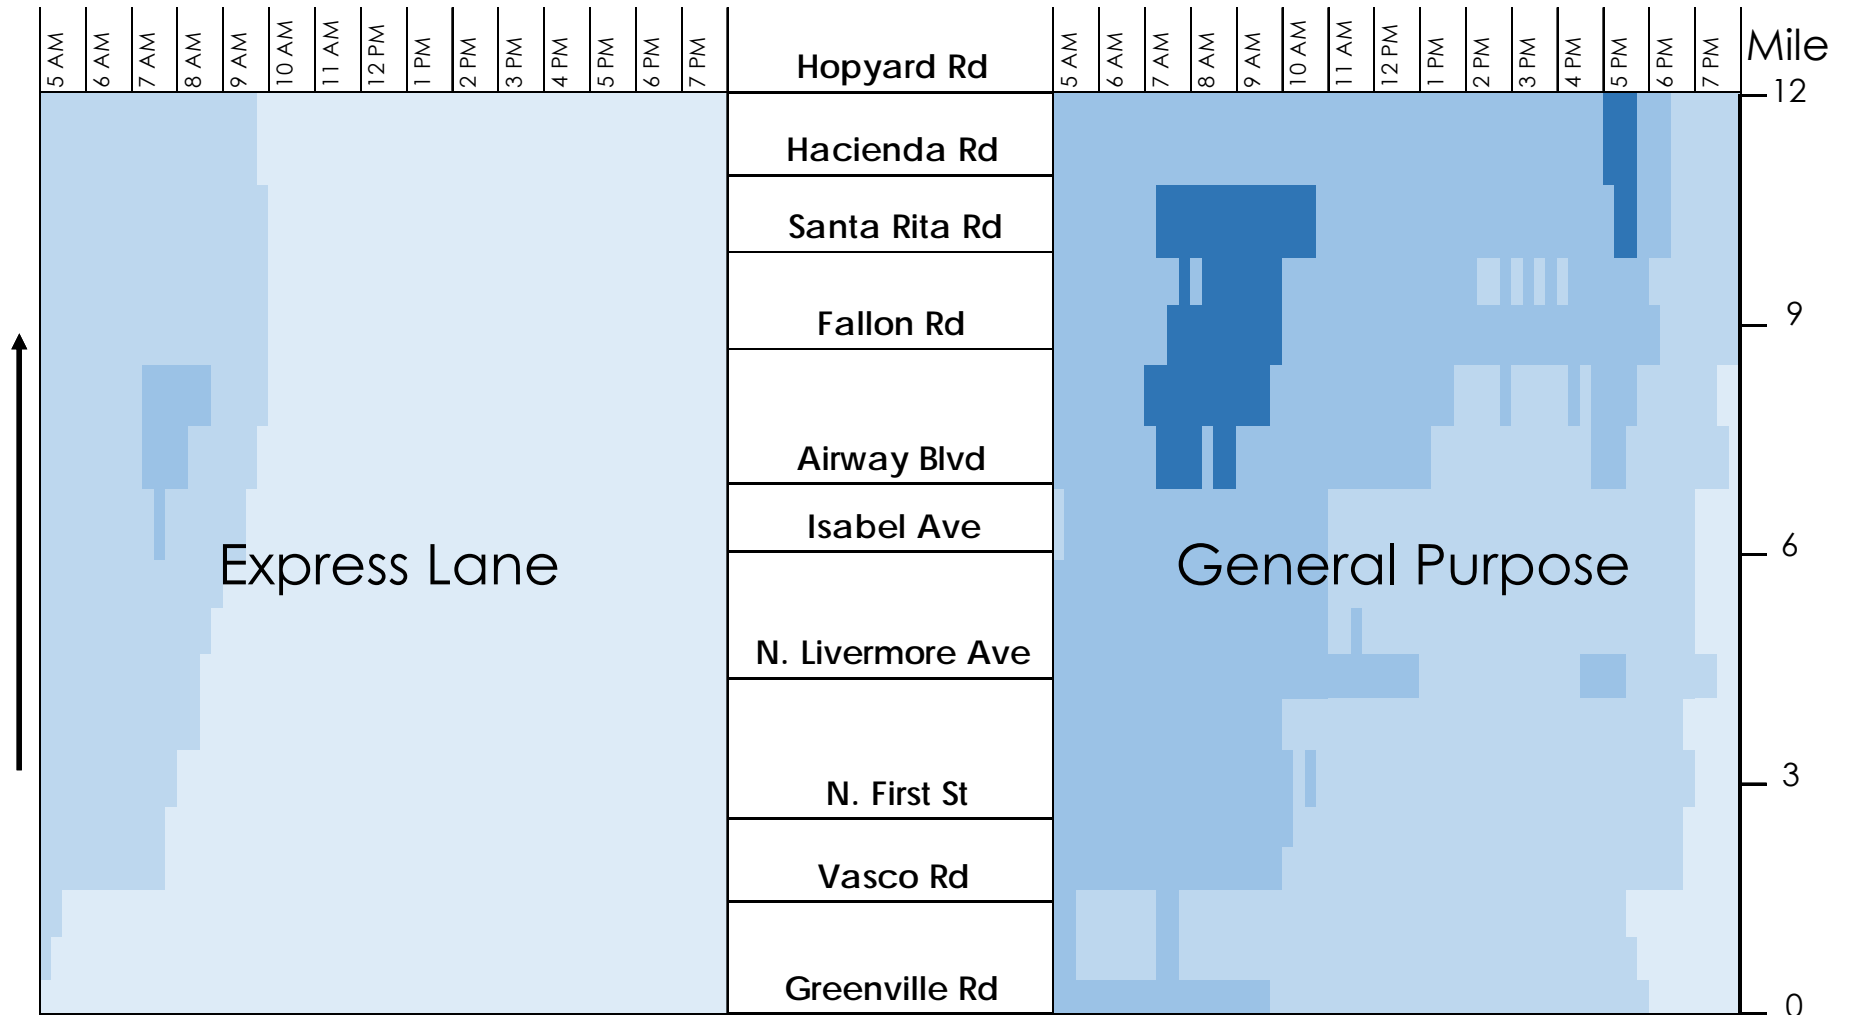 5 AM
6 AM
7 AM
8 AM
9 AM
10 AM
11 AM
12 PM
1 PM
2 PM
3 PM
4 PM
5 PM
6 PM
7 PM
Hopyard Rd
5 AM
6 AM
7 AM
8 AM
9 AM
10 AM
11 AM
12 PM
1 PM
2 PM
3 PM
4 PM
5 PM
6 PM
7 PM
Mile
12
Hacienda Rd
Santa Rita Rd
Fallon Rd
9
Airway Blvd
Isabel Ave
Express Lane
General Purpose
6
N. Livermore Ave
N. First St
3
Vasco Rd
Greenville Rd
0